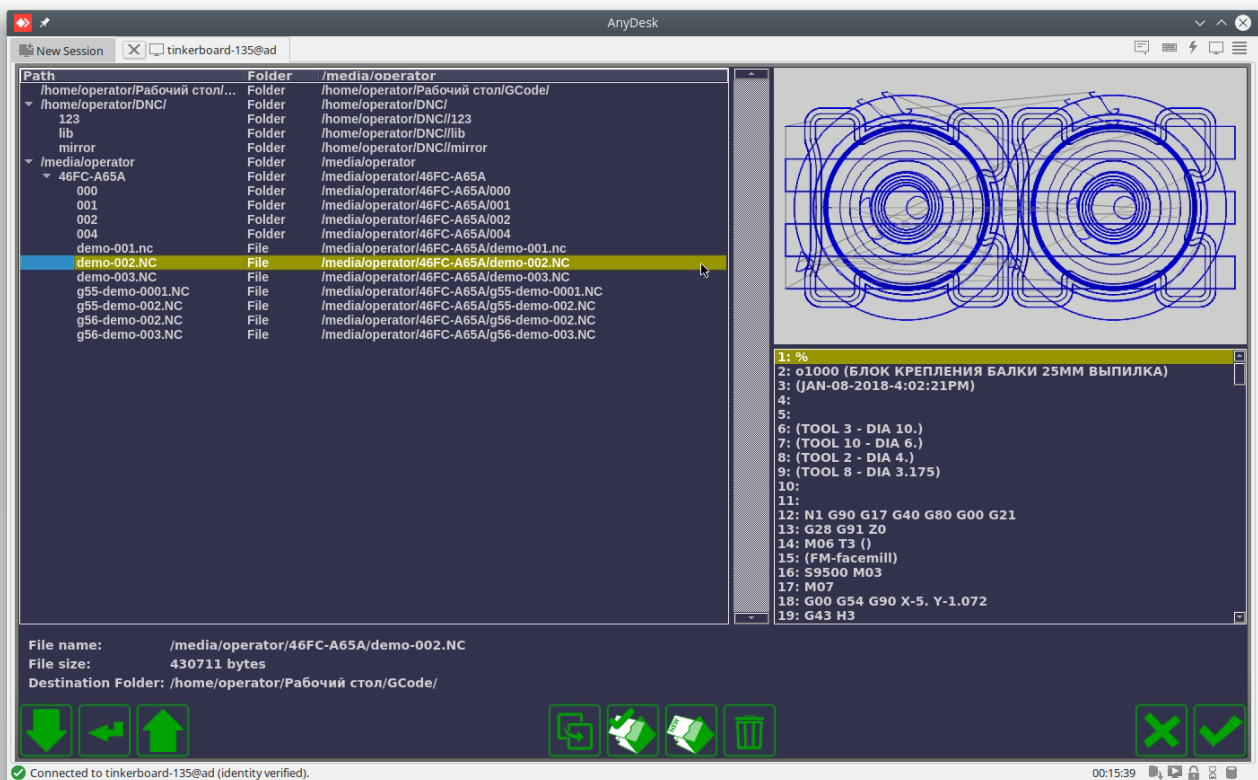 AnyDesk
New Session
tinkerboard-135@ad
Path Folder /media/operator
/home/operator/Рабочий стол/... Folder /home/operator/Рабочий стол/GCode/
/home/operator/DNC/ Folder /home/operator/DNC/
123 Folder /home/operator/DNC//123
lib Folder /home/operator/DNC//lib
mirror Folder /home/operator/DNC//mirror
/media/operator Folder /media/operator
46FC-A65A Folder /media/operator/46FC-A65A
000 Folder /media/operator/46FC-A65A/000
001 Folder /media/operator/46FC-A65A/001
002 Folder /media/operator/46FC-A65A/002
004 Folder /media/operator/46FC-A65A/004
demo-001.nc File /media/operator/46FC-A65A/demo-001.nc
demo-002.NC File /media/operator/46FC-A65A/demo-002.NC
demo-003.NC File /media/operator/46FC-A65A/demo-003.NC
g55-demo-0001.NC File /media/operator/46FC-A65A/g55-demo-0001.NC
g55-demo-002.NC File /media/operator/46FC-A65A/g55-demo-002.NC
g56-demo-002.NC File /media/operator/46FC-A65A/g56-demo-002.NC
g56-demo-003.NC File /media/operator/46FC-A65A/g56-demo-003.NC
1: %
2: o1000 (БЛОК КРЕПЛЕНИЯ БАЛКИ 25ММ ВЫПИЛКА)
3: (JAN-08-2018-4:02:21PM)
4:
5:
6: (TOOL 3 - DIA 10.)
7: (TOOL 10 - DIA 6.)
8: (TOOL 2 - DIA 4.)
9: (TOOL 8 - DIA 3.175)
10:
11:
12: N1 G90 G17 G40 G80 G00 G21
13: G28 G91 Z0
14: M06 T3 ()
15: (FM-facemill)
16: S9500 M03
17: M07
18: G00 G54 G90 X-5. Y-1.072
19: G43 H3
File name: /media/operator/46FC-A65A/demo-002.NC
File size: 430711 bytes
Destination Folder: /home/operator/Рабочий стол/GCode/
NEW
Connected to tinkerboard-135@ad (identity verified).
00:15:39